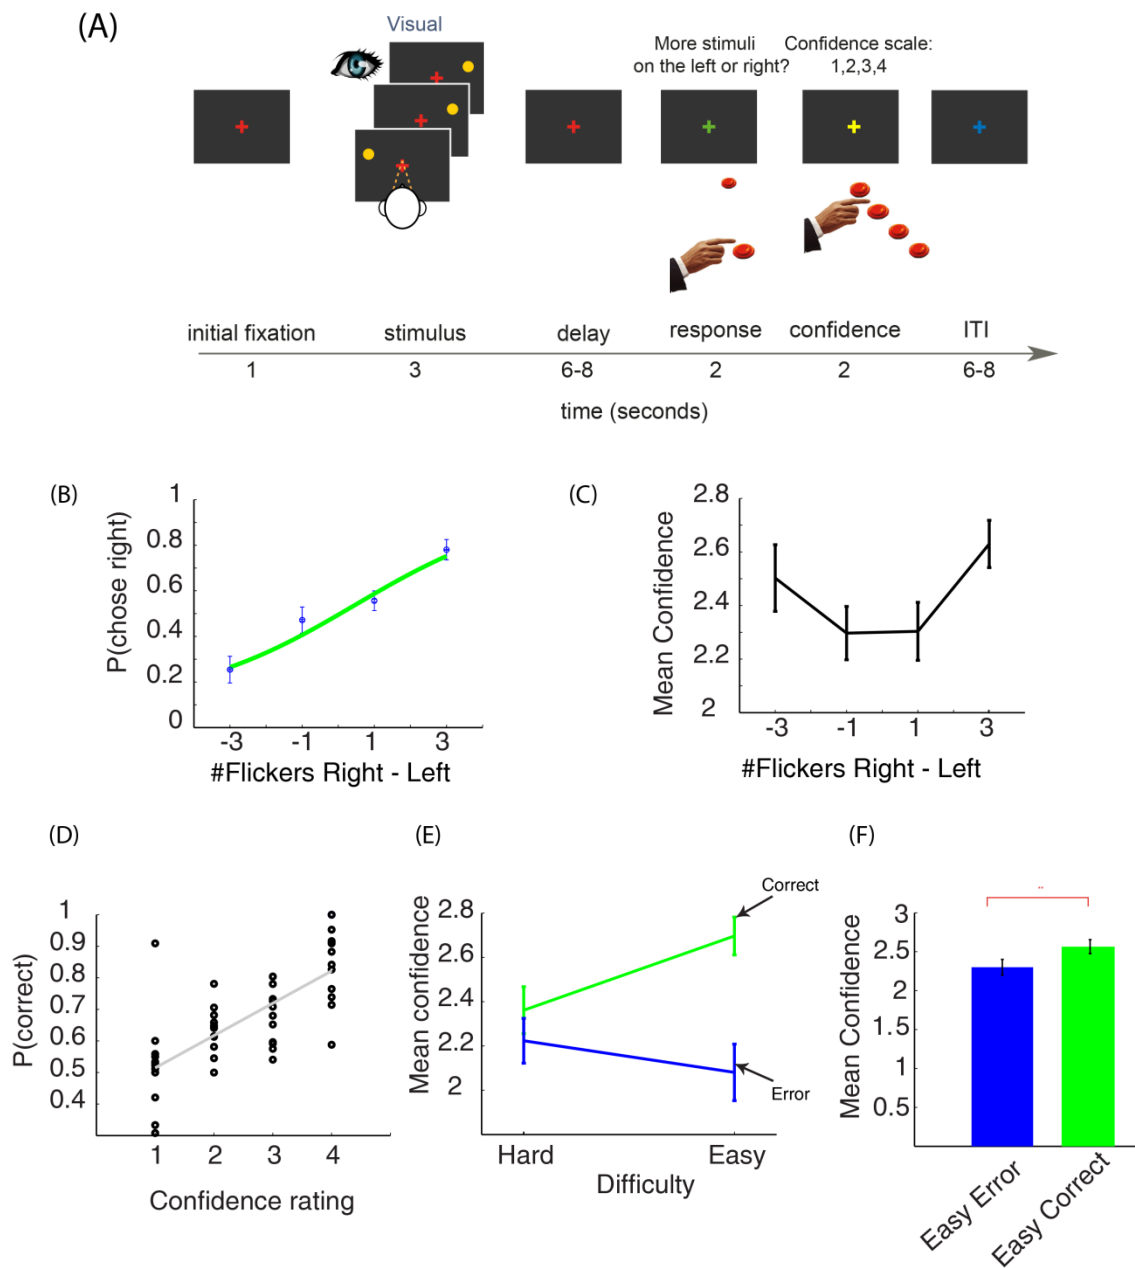 (A)
Visual
More stimuli
on the left or right?
Confidence scale:
1,2,3,4
initial fixation
stimulus
delay
response
confidence
ITI
1
3
6-8
2
2
6-8
time (seconds)
(B)
P(chose right)
1
0.8
0.6
0.4
0.2
0
-3
-1
1
3
#Flickers Right - Left
(C)
Mean Confidence
2.8
2.6
2.4
2.2
2
-3
-1
1
3
#Flickers Right - Left
(D)
P(correct)
1
0.9
0.8
0.7
0.6
0.5
0.4
1
2
3
4
Confidence rating
(E)
Mean confidence
2.8
2.6
2.4
2.2
2
Correct
Error
Hard
Easy
Difficulty
(F)
Mean Confidence
3
2.5
2
1.5
1
0.5
**
Easy Error
Easy Correct